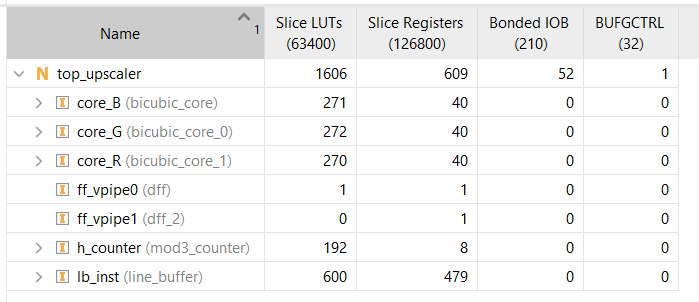 Name 1 Slice LUTs (63400) Slice Registers (126800) Bonded IOB (210) BUFGCTRL (32)
N top_upscaler 1606 609 52 1
I core_B (bicubic_core) 271 40 0 0
I core_G (bicubic_core_0) 272 40 0 0
I core_R (bicubic_core_1) 270 40 0 0
I ff_vpipe0 (dff) 1 1 0 0
I ff_vpipe1 (dff_2) 0 1 0 0
I h_counter (mod3_counter) 192 8 0 0
I lb_inst (line_buffer) 600 479 0 0